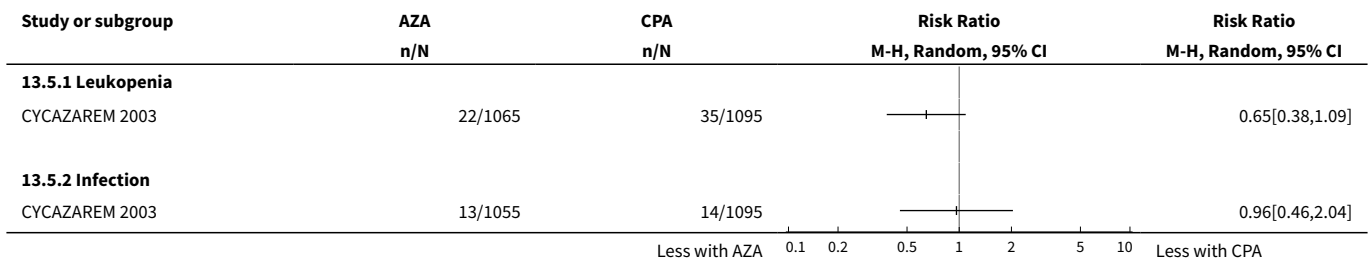 Study or subgroup AZA CPA Risk Ratio Risk Ratio
n/N n/N M-H, Random, 95% CI M-H, Random, 95% CI
13.5.1 Leukopenia
CYCAZAREM 2003 22/1065 35/1095 0.65[0.38,1.09]
13.5.2 Infection
CYCAZAREM 2003 13/1055 14/1095 0.96[0.46,2.04]
Less with AZA 0.1 0.2 0.5 1 2 5 10 Less with CPA